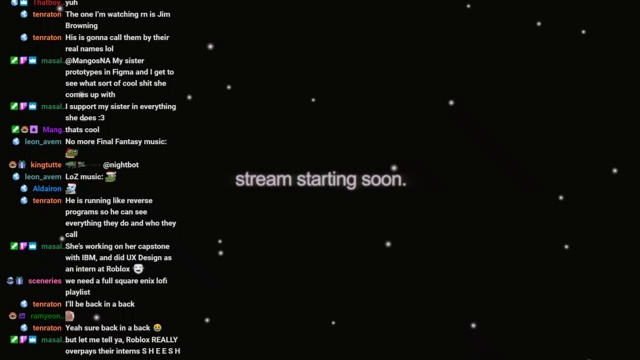 Thatboy.. yuh
tenraton The one I'm watching rn is Jim
Browning
tenraton His is gonna call them by their
real names lol
masal.. @MangosNA My sister
prototypes in Figma and I get to
see what sort of cool shit she
comes up with
masal.. I support my sister in everything
she does :3
Mang.. thats cool
leon_avem No more Final Fantasy music:
kingtutte @nightbot
leon_avem LoZ music:
Aldairon
tenraton He is running like reverse
programs so he can see
everything they do and who they
call
masal.. She's working on her capstone
with IBM, and did UX Design as
an intern at Roblox
sceneries we need a full square enix lofi
playlist
tenraton I'll be back in a back
ramyeon..
tenraton Yeah sure back in a back
masal.. but let me tell ya, Roblox REALLY
overpays their interns S H E E S H
stream starting soon.